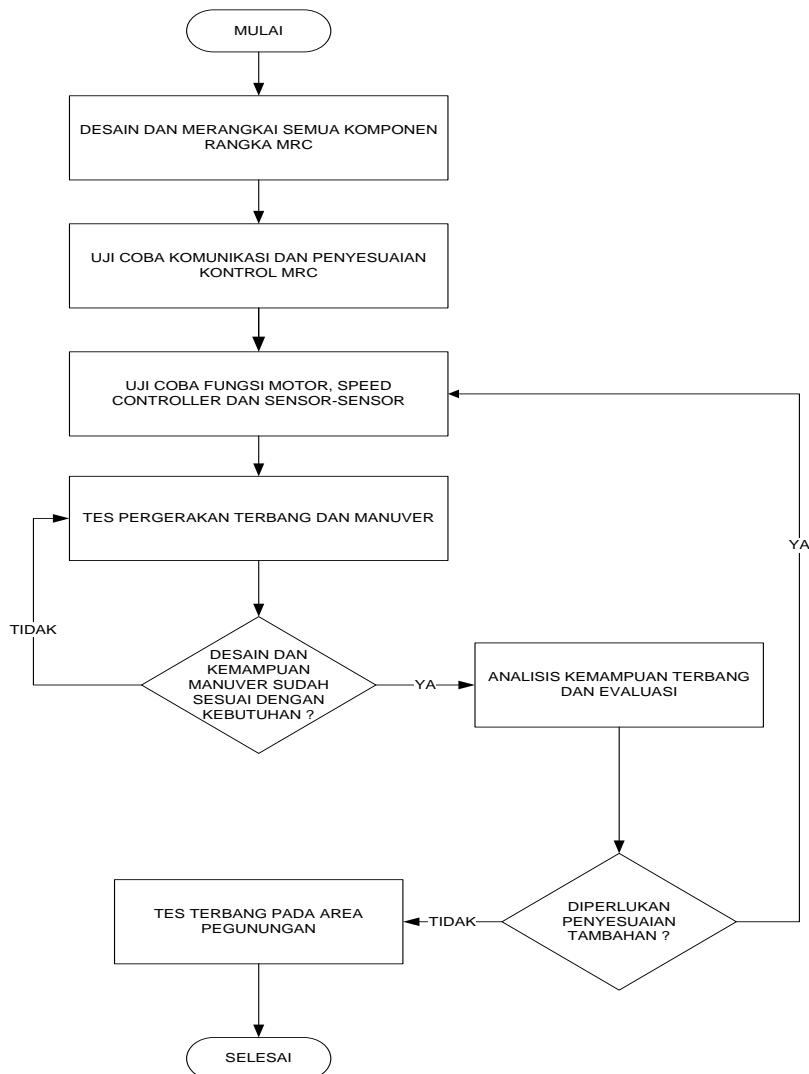 MULAI
DESAIN DAN MERANGKAI SEMUA KOMPONEN
RANGKA MRC
UJI COBA KOMUNIKASI DAN PENYESUAIAN
KONTROL MRC
UJI COBA FUNGSI MOTOR, SPEED
CONTROLLER DAN SENSOR-SENSOR
TES PERGERAKAN TERBANG DAN MANUVER
YA
TIDAK
DESAIN DAN
KEMAMPUAN
MANUVER SUDAH
SESUAI DENGAN
KEBUTUHAN ?
YA
ANALISIS KEMAMPUAN TERBANG
DAN EVALUASI
DIPERLUKAN
PENYESUAIAN
TAMBAHAN ?
TIDAK
TES TERBANG PADA AREA
PEGUNUNGAN
SELESAI